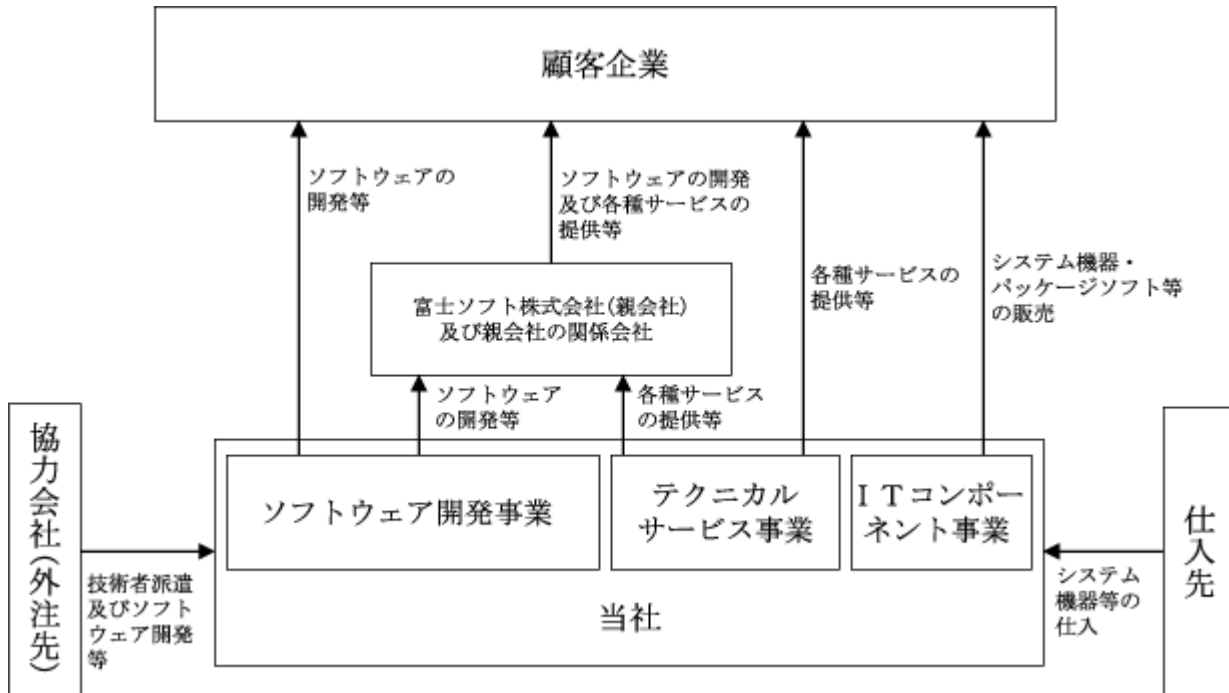 顧客企業
ソフトウェアの
開発等
ソフトウェアの開発
及び各種サービスの
提供等
各種サービスの
提供等
システム機器・
パッケージソフト等
の販売
富士ソフト株式会社(親会社)
及び親会社の関係会社
ソフトウェア
の開発等
各種サービス
の提供等
協力会社(外注先)
技術者派遣
及びソフト
ウェア開発
等
ソフトウェア開発事業
テクニカル
サービス事業
ITコンポー
ネント事業
当社
仕入先
システム
機器等の
仕入